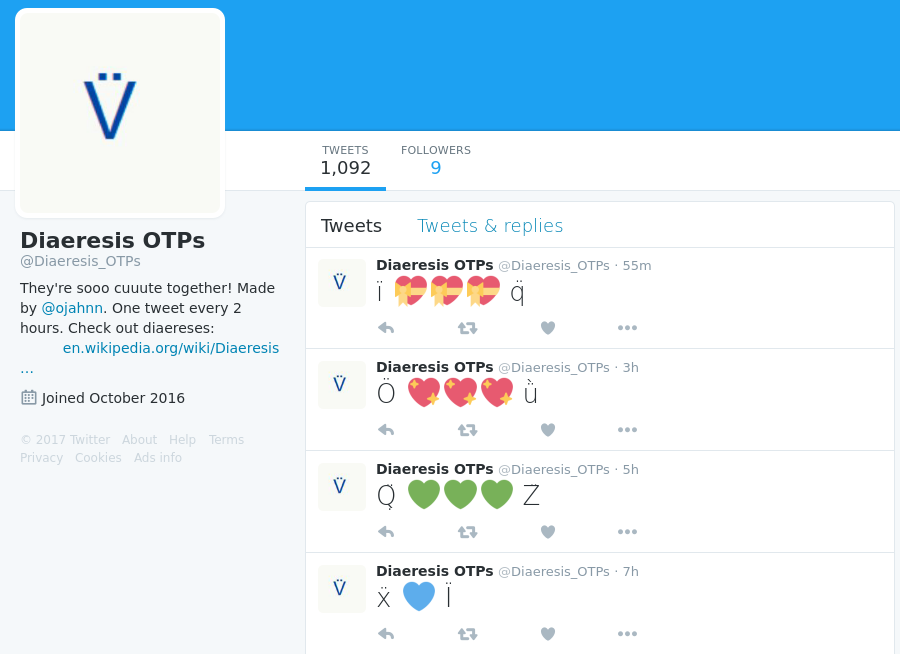 V̈
TWEETS FOLLOWERS
1,092 9
Diaeresis OTPs
@Diaeresis_OTPs
They're sooo cuuute together! Made
by @ojahnn. One tweet every 2
hours. Check out diaereses:
en.wikipedia.org/wiki/Diaeresis
…
Joined October 2016
© 2017 Twitter About Help Terms
Privacy Cookies Ads info
Tweets Tweets & replies
V̈
Diaeresis OTPs @Diaeresis_OTPs · 55m
ï 💝💝💝 q̈
V̈
Diaeresis OTPs @Diaeresis_OTPs · 3h
Ö 💖💖💖 ǜ
V̈
Diaeresis OTPs @Diaeresis_OTPs · 5h
Q̈ 💚💚💚 Z̈
V̈
Diaeresis OTPs @Diaeresis_OTPs · 7h
ẍ 💙 Ï